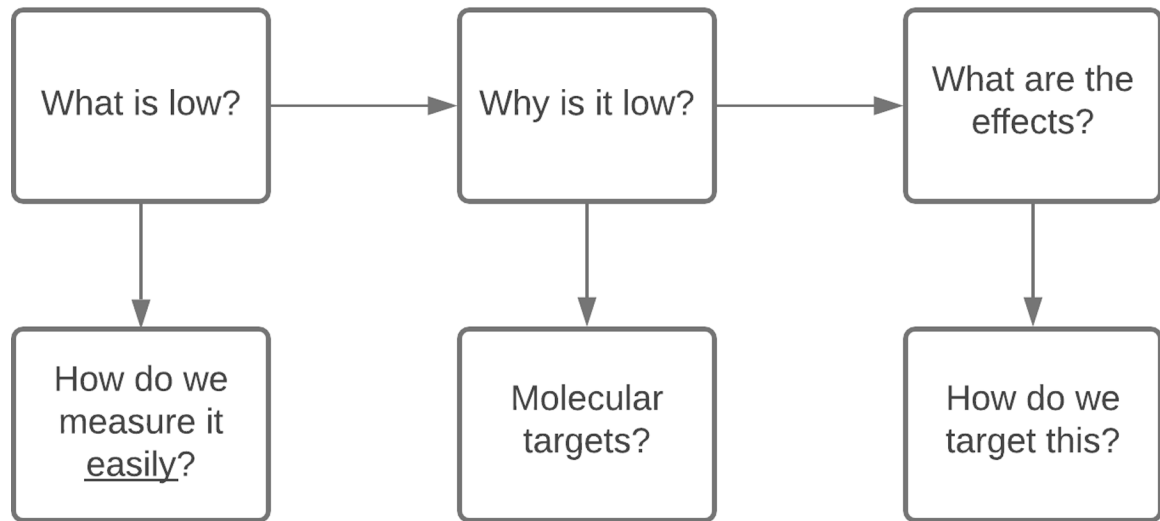 What is low?
Why is it low?
What are the
effects?
How do we
measure it
easily?
Molecular
targets?
How do we
target this?